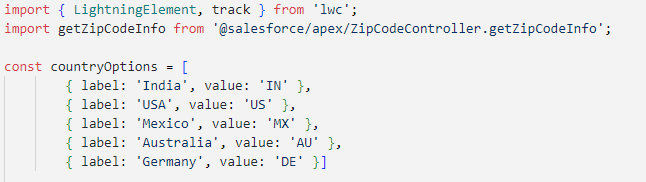 import { LightningElement, track } from 'lwc';
import getZipCodeInfo from '@salesforce/apex/ZipCodeController.getZipCodeInfo';
const countryOptions = [
{ label: 'India', value: 'IN' },
{ label: 'USA', value: 'US' },
{ label: 'Mexico', value: 'MX' },
{ label: 'Australia', value: 'AU' },
{ label: 'Germany', value: 'DE' }]